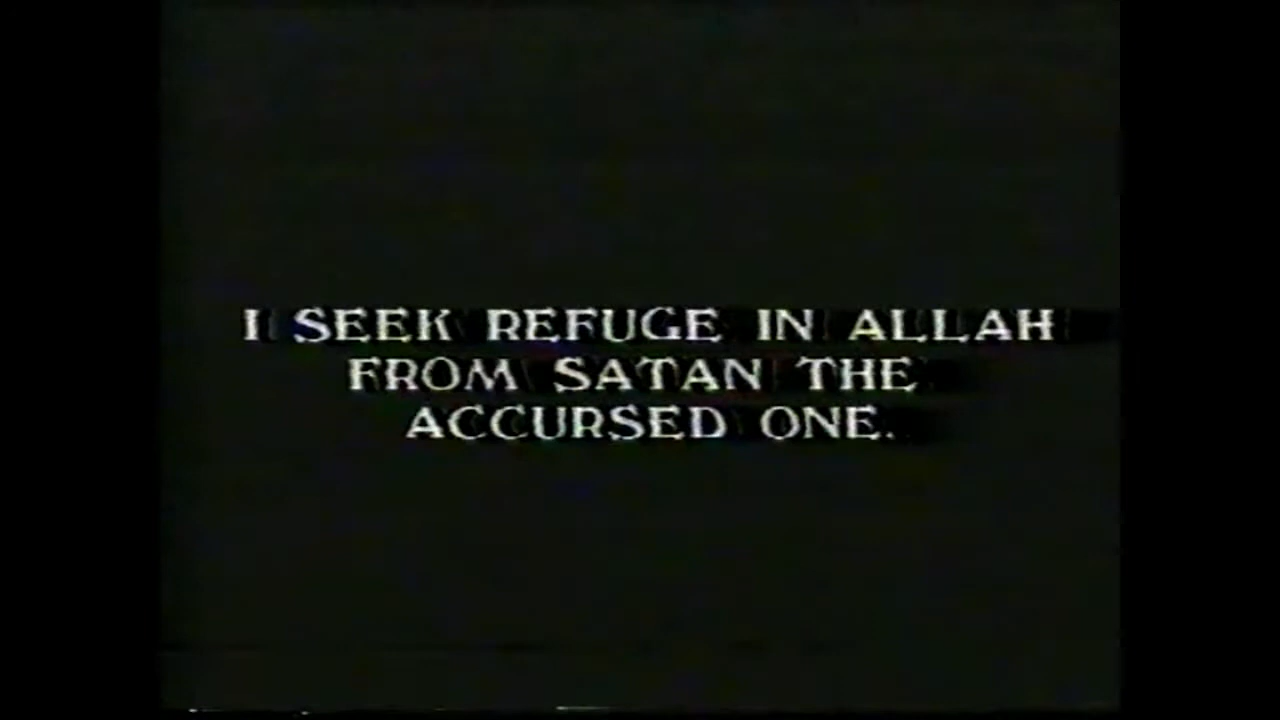 I SEEK REFUGE IN ALLAH
FROM SATAN THE
ACCURSED ONE.